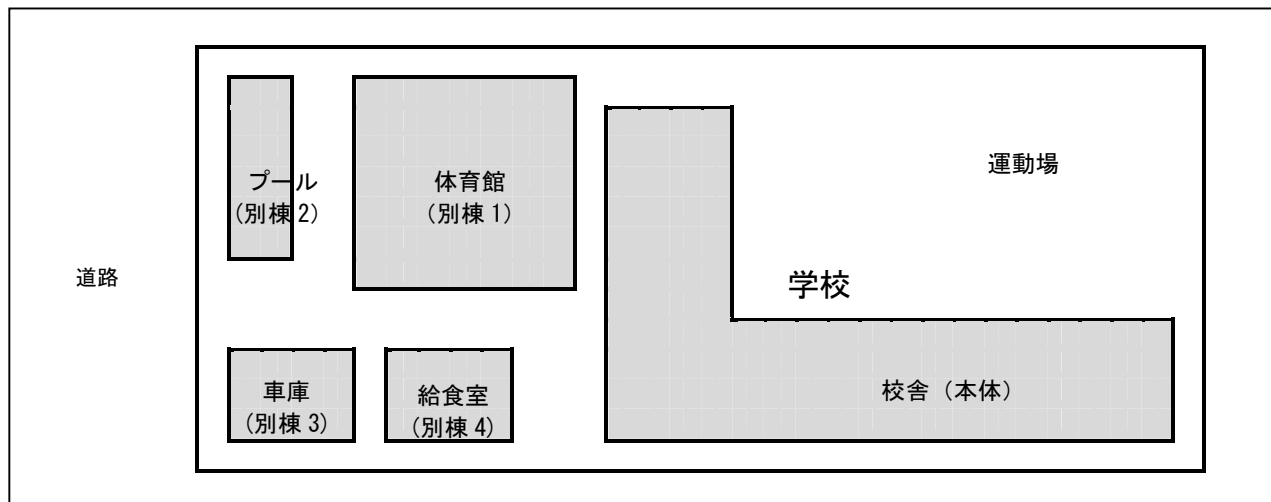 プール
(別棟 2)
体育館
(別棟 1)
運動場
道路
学校
車庫
(別棟 3)
給食室
(別棟 4)
校舎（本体）